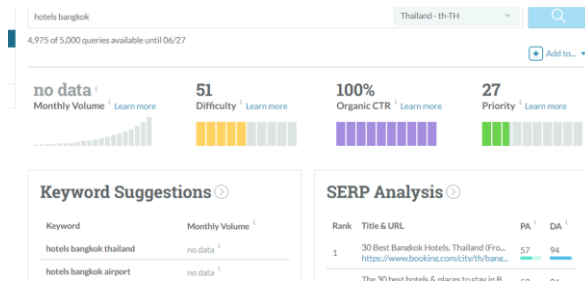 hotels bangkok
Thailand - th-TH
4,975 of 5,000 queries available until 06/27
Add to...
no data i
Monthly Volume i Learn more
51
Difficulty i Learn more
100%
Organic CTR i Learn more
27
Priority i Learn more
Keyword Suggestions
Keyword Monthly Volume i
hotels bangkok thailand no data i
hotels bangkok airport no data i
SERP Analysis
Rank Title & URL PA i DA i
1 30 Best Bangkok Hotels, Thailand (Fro... 57 94
https://www.booking.com/city/th/bang...
The 30 best hotels & places to stay in B...